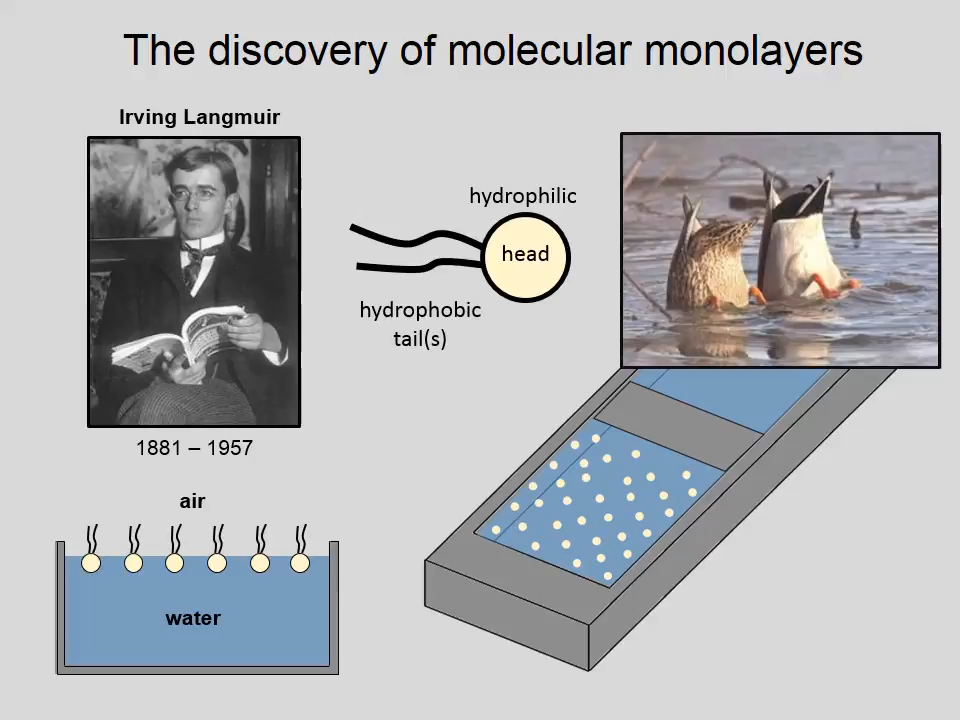 The discovery of molecular monolayers
Irving Langmuir
1881 – 1957
hydrophilic
head
hydrophobic
tail(s)
air
water